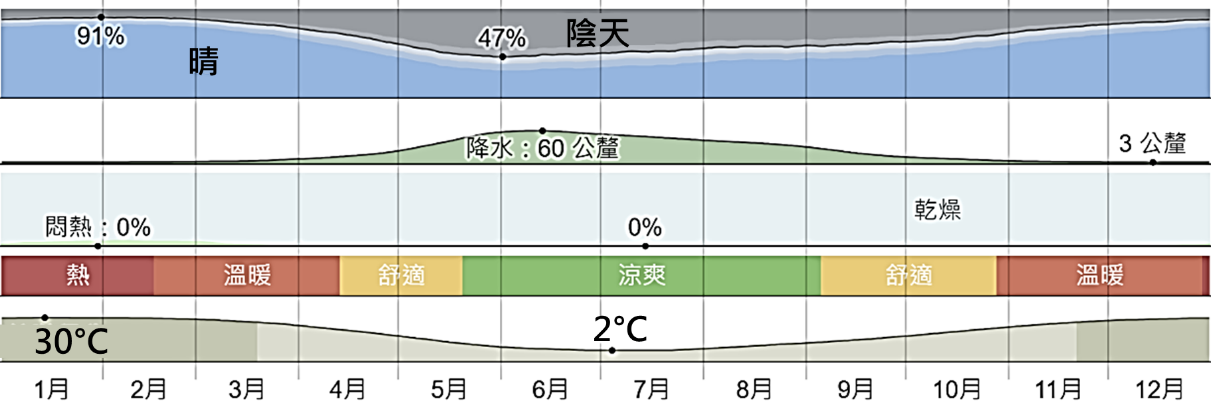 91%
47%
陰天
晴
降水：60 公釐
3 公釐
乾燥
悶熱：0%
0%
熱
溫暖
舒適
涼爽
舒適
溫暖
30°C
2°C
1月 2月 3月 4月 5月 6月 7月 8月 9月 10月 11月 12月